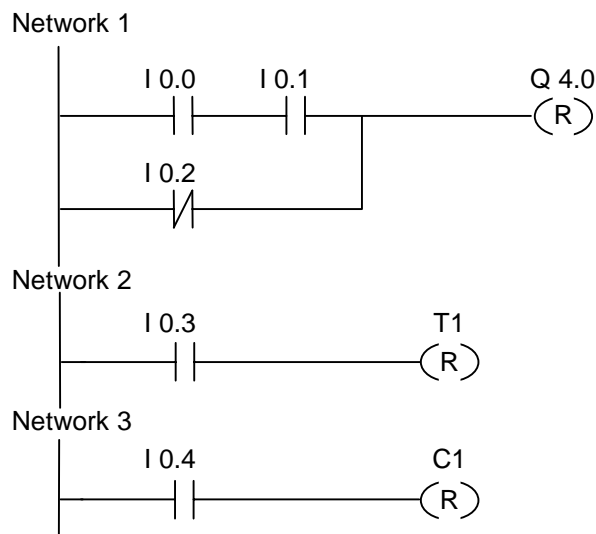 Network 1
I 0.0 I 0.1 Q 4.0
R
I 0.2
Network 2
I 0.3 T1
R
Network 3
I 0.4 C1
R